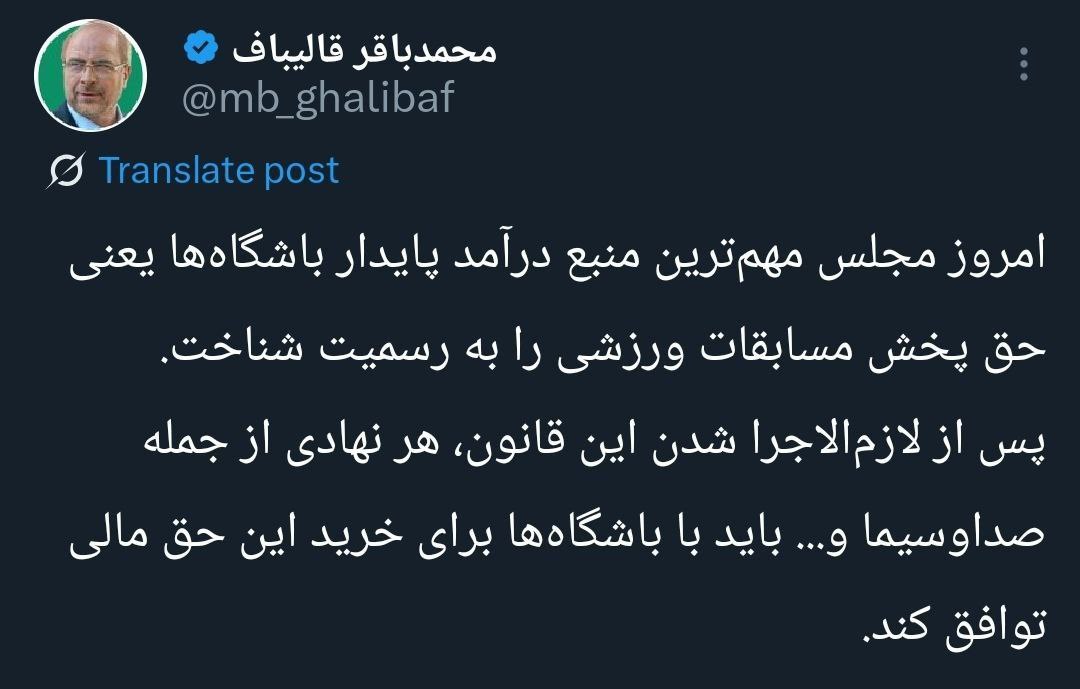 محمدباقر قالیباف
@mb_ghalibaf
Translate post
امروز مجلس مهم‌ترین منبع درآمد پایدار باشگاه‌ها یعنی
حق پخش مسابقات ورزشی را به رسمیت شناخت.
پس از لازم‌الاجرا شدن این قانون، هر نهادی از جمله
صداوسیما و... باید با باشگاه‌ها برای خرید این حق مالی
توافق کند.